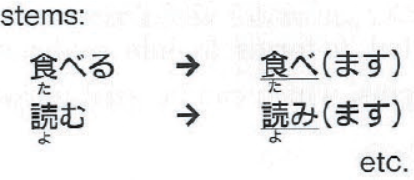 stems:
食べる → 食べ(ます)
た た
読む → 読み(ます)
よ よ
etc.